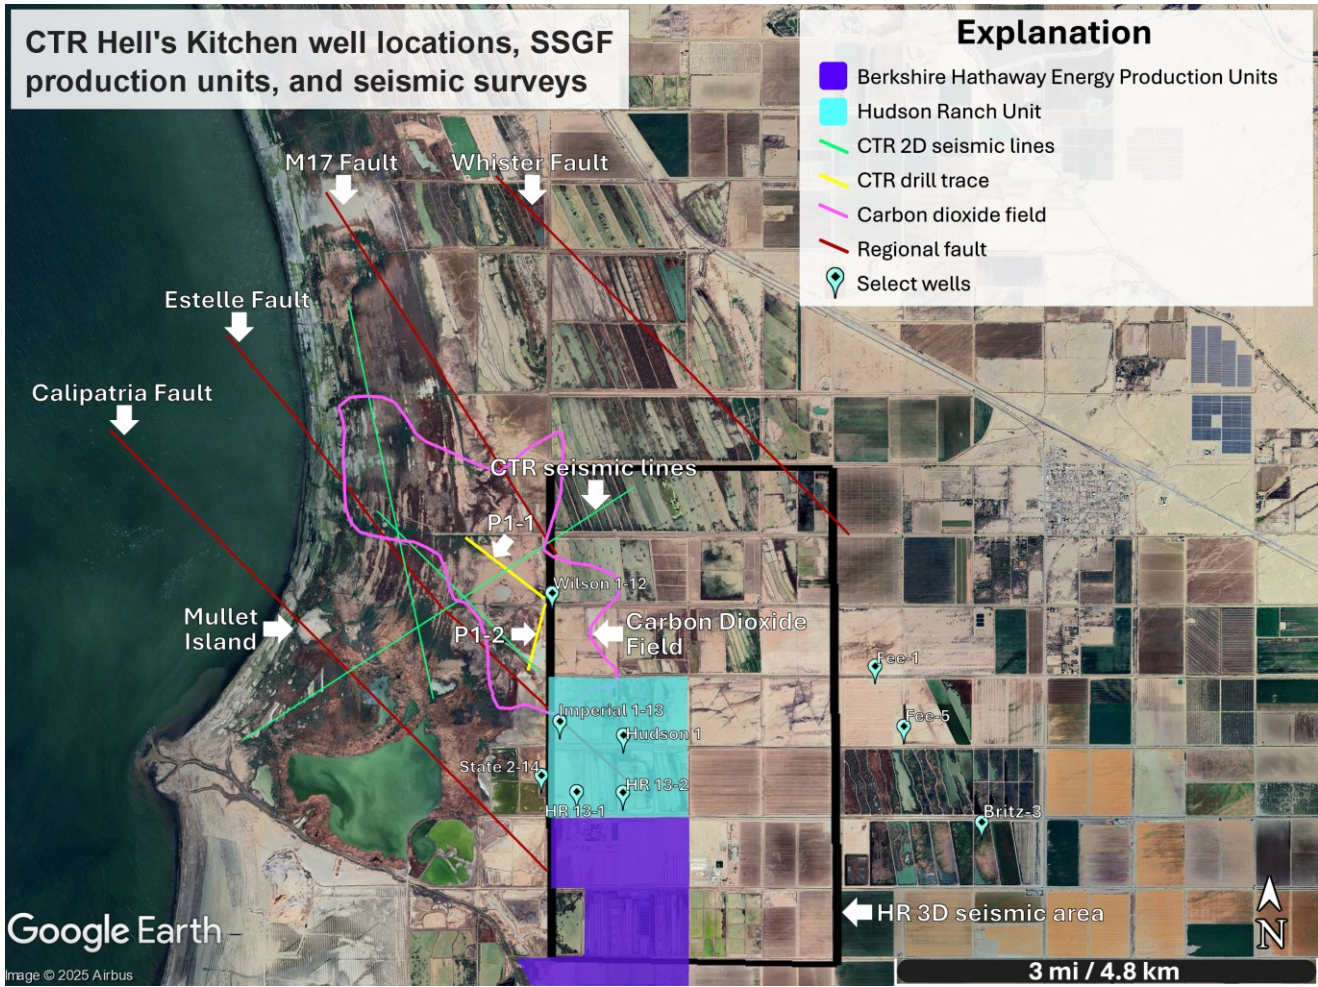 CTR Hell's Kitchen well locations, SSGF
production units, and seismic surveys
Explanation
Berkshire Hathaway Energy Production Units
Hudson Ranch Unit
CTR 2D seismic lines
CTR drill trace
Carbon dioxide field
Regional fault
Select wells
M17 Fault
Whister Fault
Estelle Fault
Calipatria Fault
CTR seismic lines
P1-1
Wilson 1-12
Mullet
Island
P1-2
Carbon Dioxide
Field
Fee-1
Imperial 1-13
Hudson 1
Fee-5
State 2-14
HR 13-2
HR 13-1
Britz-3
HR 3D seismic area
Google Earth
N
Image © 2025 Airbus
3 mi / 4.8 km